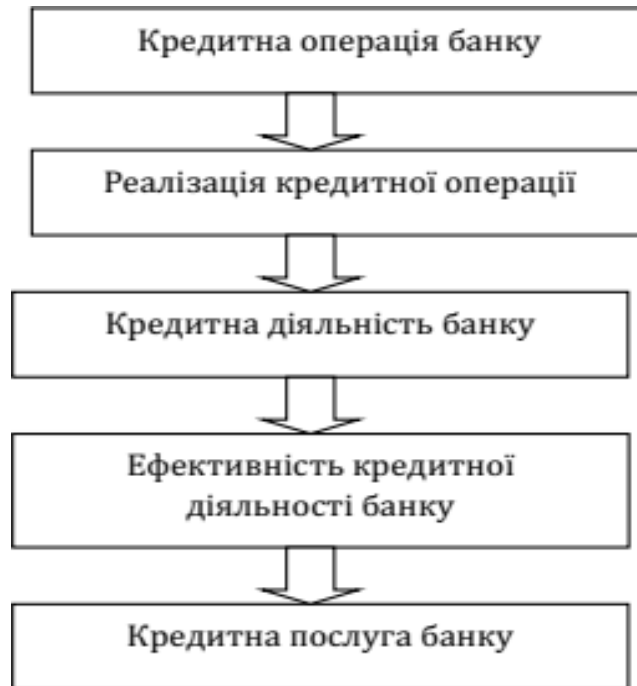 Кредитна операція банку
Реалізація кредитної операції
Кредитна діяльність банку
Ефективність кредитної
діяльності банку
Кредитна послуга банку